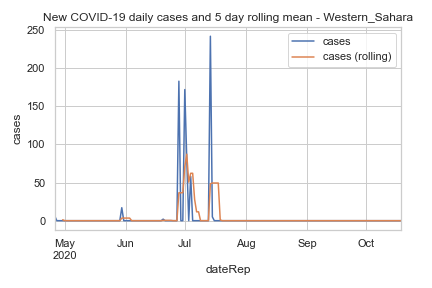 New COVID-19 daily cases and 5 day rolling mean - Western_Sahara
250
200
150
100
50
0
cases
cases
cases (rolling)
May
2020
Jun
Jul
Aug
Sep
Oct
dateRep